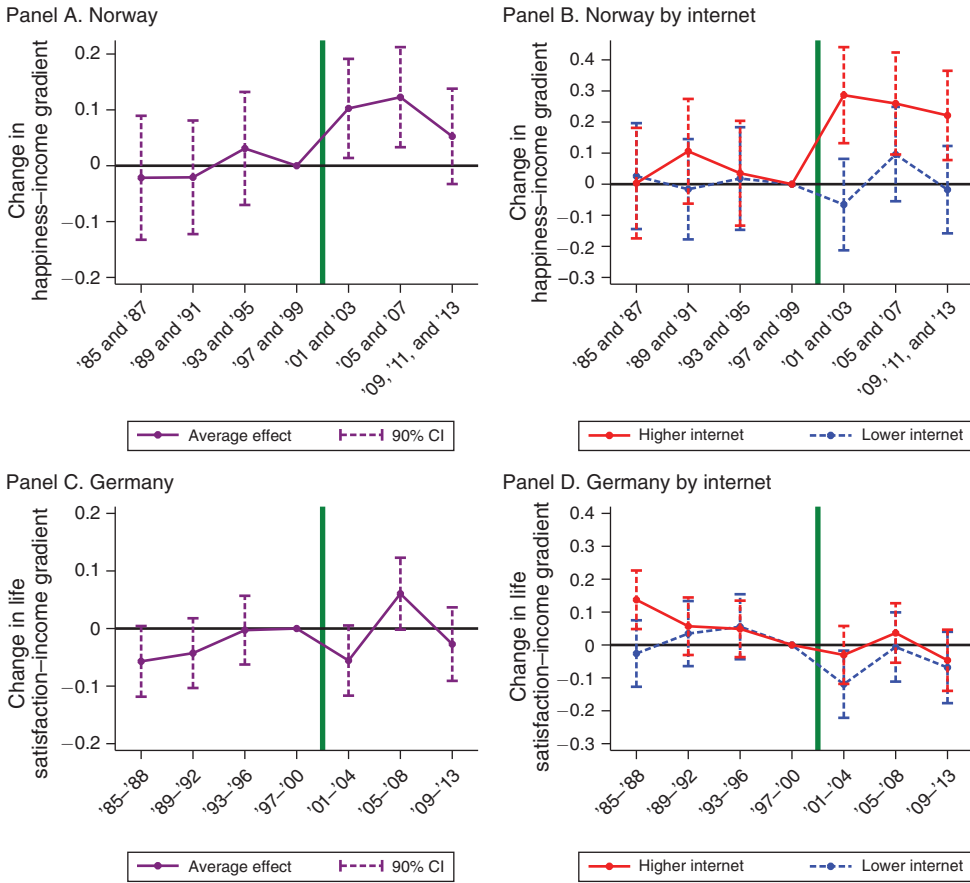 Panel A. Norway
Change in
happiness–income gradient
0.2
0.1
0
−0.1
−0.2
'85 and '87
'89 and '91
'93 and '95
'97 and '99
'01 and '03
'05 and '07
'09, '11, and '13
Average effect
90% CI
Panel B. Norway by internet
Change in
happiness–income gradient
0.4
0.3
0.2
0.1
0
−0.1
−0.2
−0.3
'85 and '87
'89 and '91
'93 and '95
'97 and '99
'01 and '03
'05 and '07
'09, '11, and '13
Higher internet
Lower internet
Panel C. Germany
Change in life
satisfaction–income gradient
0.2
0.1
0
−0.1
−0.2
'85–'88
'89–'92
'93–'96
'97–'00
'01–'04
'05–'08
'09–'13
Average effect
90% CI
Panel D. Germany by internet
Change in life
satisfaction–income gradient
0.4
0.3
0.2
0.1
0
−0.1
−0.2
−0.3
'85–'88
'89–'92
'93–'96
'97–'00
'01–'04
'05–'08
'09–'13
Higher internet
Lower internet